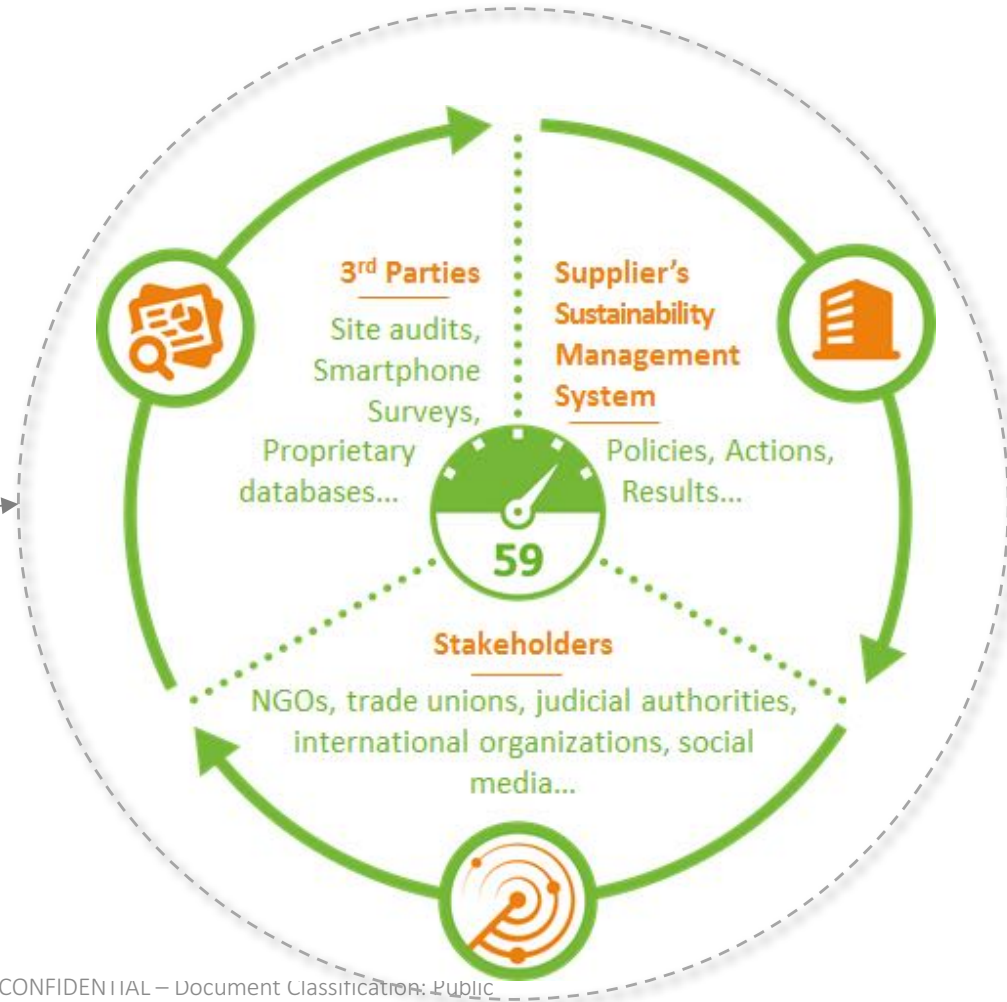 3rd Parties
Site audits,
Smartphone
Surveys,
Proprietary
databases...
Supplier's
Sustainability
Management
System
Policies, Actions,
Results...
59
Stakeholders
NGOs, trade unions, judicial authorities,
international organizations, social
media...
CONFIDENTIAL – Document Classification: Public